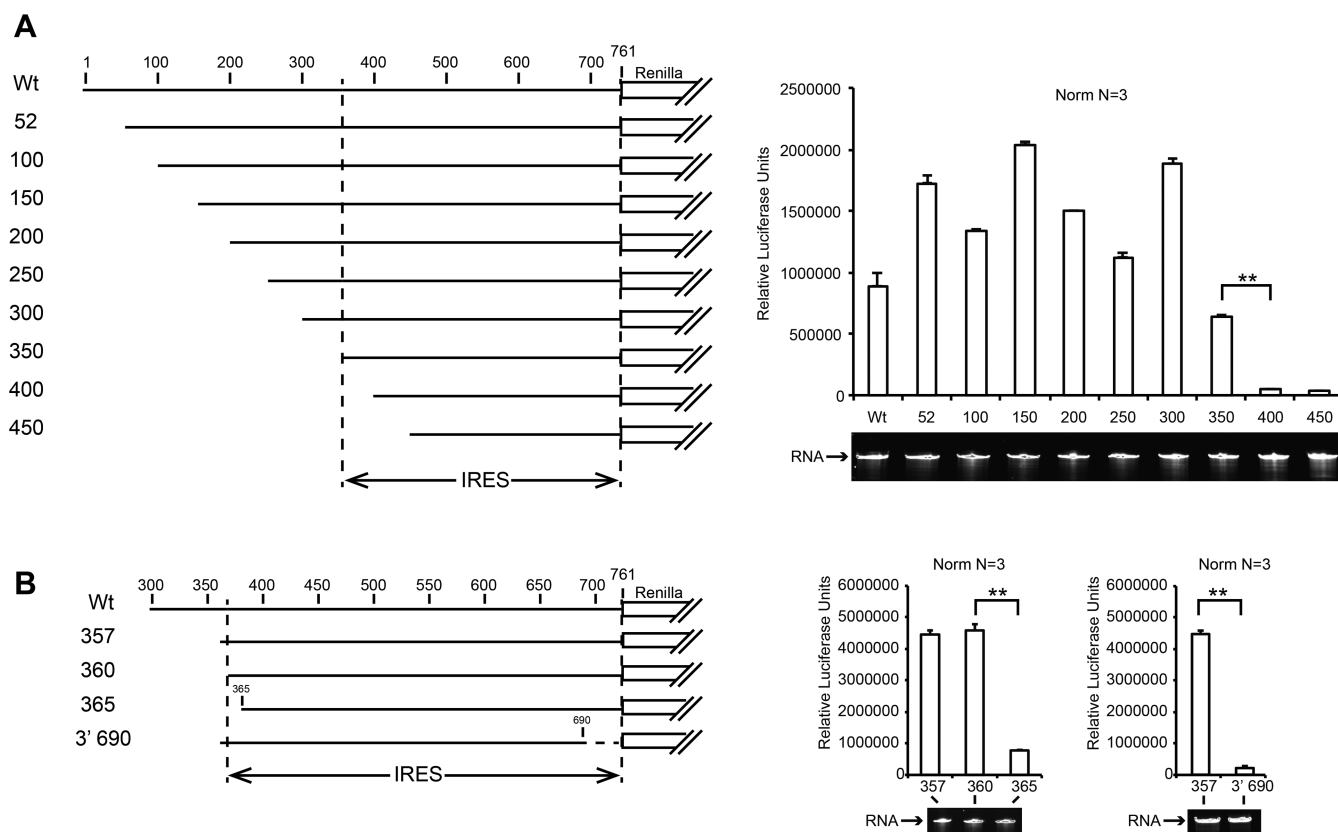 A
1 100 200 300 400 500 600 700 761
Renilla
Wt
52
100
150
200
250
300
350
400
450
IRES
Norm N=3
Relative Luciferase Units
2500000
2000000
1500000
1000000
500000
0
**
Wt 52 100 150 200 250 300 350 400 450
RNA
B
300 350 400 450 500 550 600 650 700 761
Renilla
Wt
357
360
365
365
3’ 690
690
IRES
Norm N=3
Relative Luciferase Units
6000000
5000000
4000000
3000000
2000000
1000000
0
**
357 360 365
RNA
Norm N=3
Relative Luciferase Units
6000000
5000000
4000000
3000000
2000000
1000000
0
**
357 3’ 690
RNA